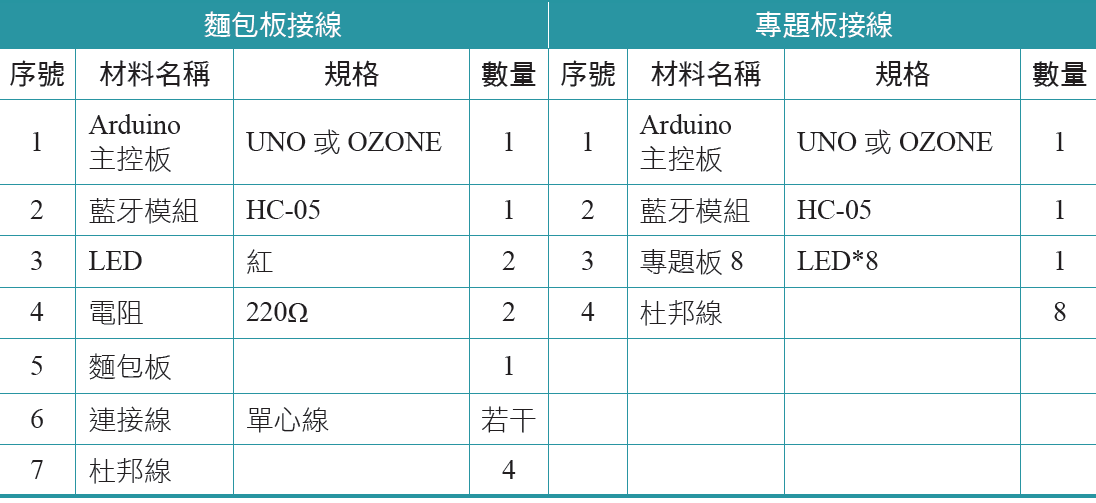 麵包板接線 專題板接線
序號 材料名稱 規格 數量 序號 材料名稱 規格 數量
1 Arduino 主控板 UNO 或 OZONE 1 1 Arduino 主控板 UNO 或 OZONE 1
2 藍牙模組 HC-05 1 2 藍牙模組 HC-05 1
3 LED 紅 2 3 專題板 8 LED*8 1
4 電阻 220Ω 2 4 杜邦線 8
5 麵包板 1
6 連接線 單心線 若干
7 杜邦線 4